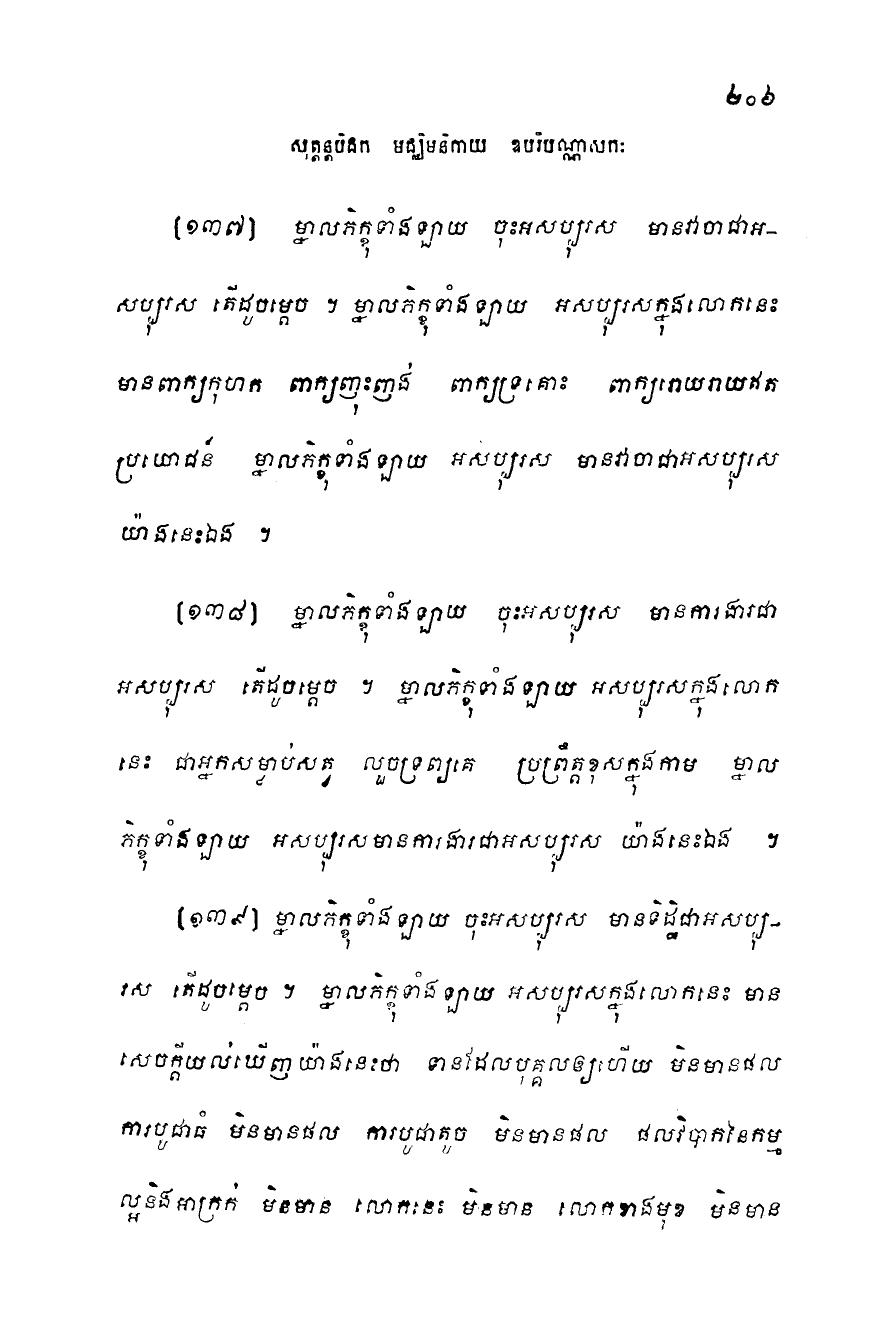 ២០៦
សុត្តន្តបិដក មជ្ឈិមនិកាយ ឧបរិបណ្ណាសកៈ
[១៣៧] ម្នាលភិក្ខុទាំងឡាយ ចុះអសប្បុរស មានវាចាជាអ-
សប្បុរស តើដូចម្តេច ។ ម្នាលភិក្ខុទាំងឡាយ អសប្បុរសក្នុងលោកនេះ
មានពាក្យកុហក ពាក្យញុះញង់ ពាក្យទ្រគោះ ពាក្យរោយរាយឥត
ប្រយោជន៍ ម្នាលភិក្ខុទាំងឡាយ អសប្បុរស មានវាចាជាអសប្បុរស
យ៉ាងនេះឯង ។
[១៣៨] ម្នាលភិក្ខុទាំងឡាយ ចុះអសប្បុរស មានការងារជា
អសប្បុរស តើដូចម្តេច ។ ម្នាលភិក្ខុទាំងឡាយ អសប្បុរសក្នុងលោក
នេះ ជាអ្នកសម្លាប់សត្វ លួចទ្រព្យគេ ប្រព្រឹត្តខុសក្នុងកាម ម្នាល
ភិក្ខុទាំងឡាយ អសប្បុរសមានការងារជាអសប្បុរស យ៉ាងនេះឯង ។
[១៣៩] ម្នាលភិក្ខុទាំងឡាយ ចុះអសប្បុរស មានទិដ្ឋិជាអសប្បុ-
រស តើដូចម្តេច ។ ម្នាលភិក្ខុទាំងឡាយ អសប្បុរសក្នុងលោកនេះ មាន
សេចក្តីយល់ឃើញយ៉ាងនេះថា ទានដែលបុគ្គលឲ្យហើយ មិនមានផល
ការបូជាធំ មិនមានផល ការបូជាតូច មិនមានផល ផលវិបាកនៃកម្ម
ល្អនិងអាក្រក់ មិនមាន លោកនេះ មិនមាន លោកខាងមុខ មិនមាន